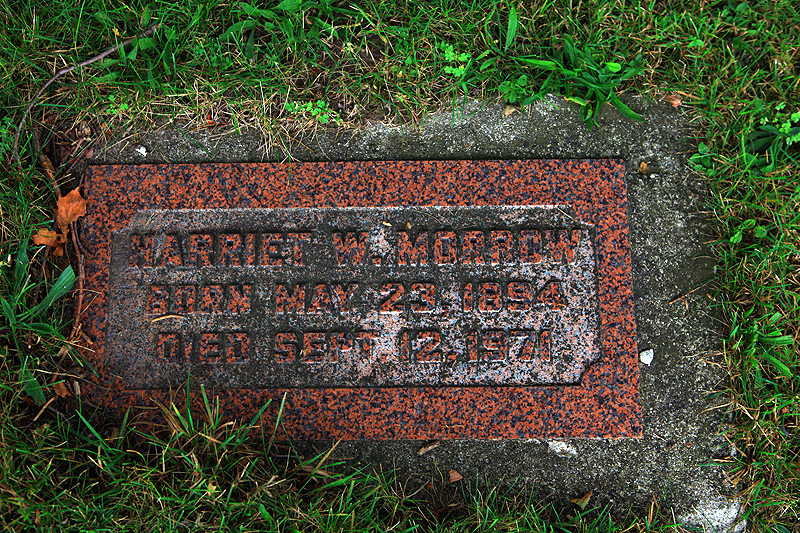 HARRIET W. MORROW
BORN MAY 23, 1894
DIED SEPT. 12, 1971